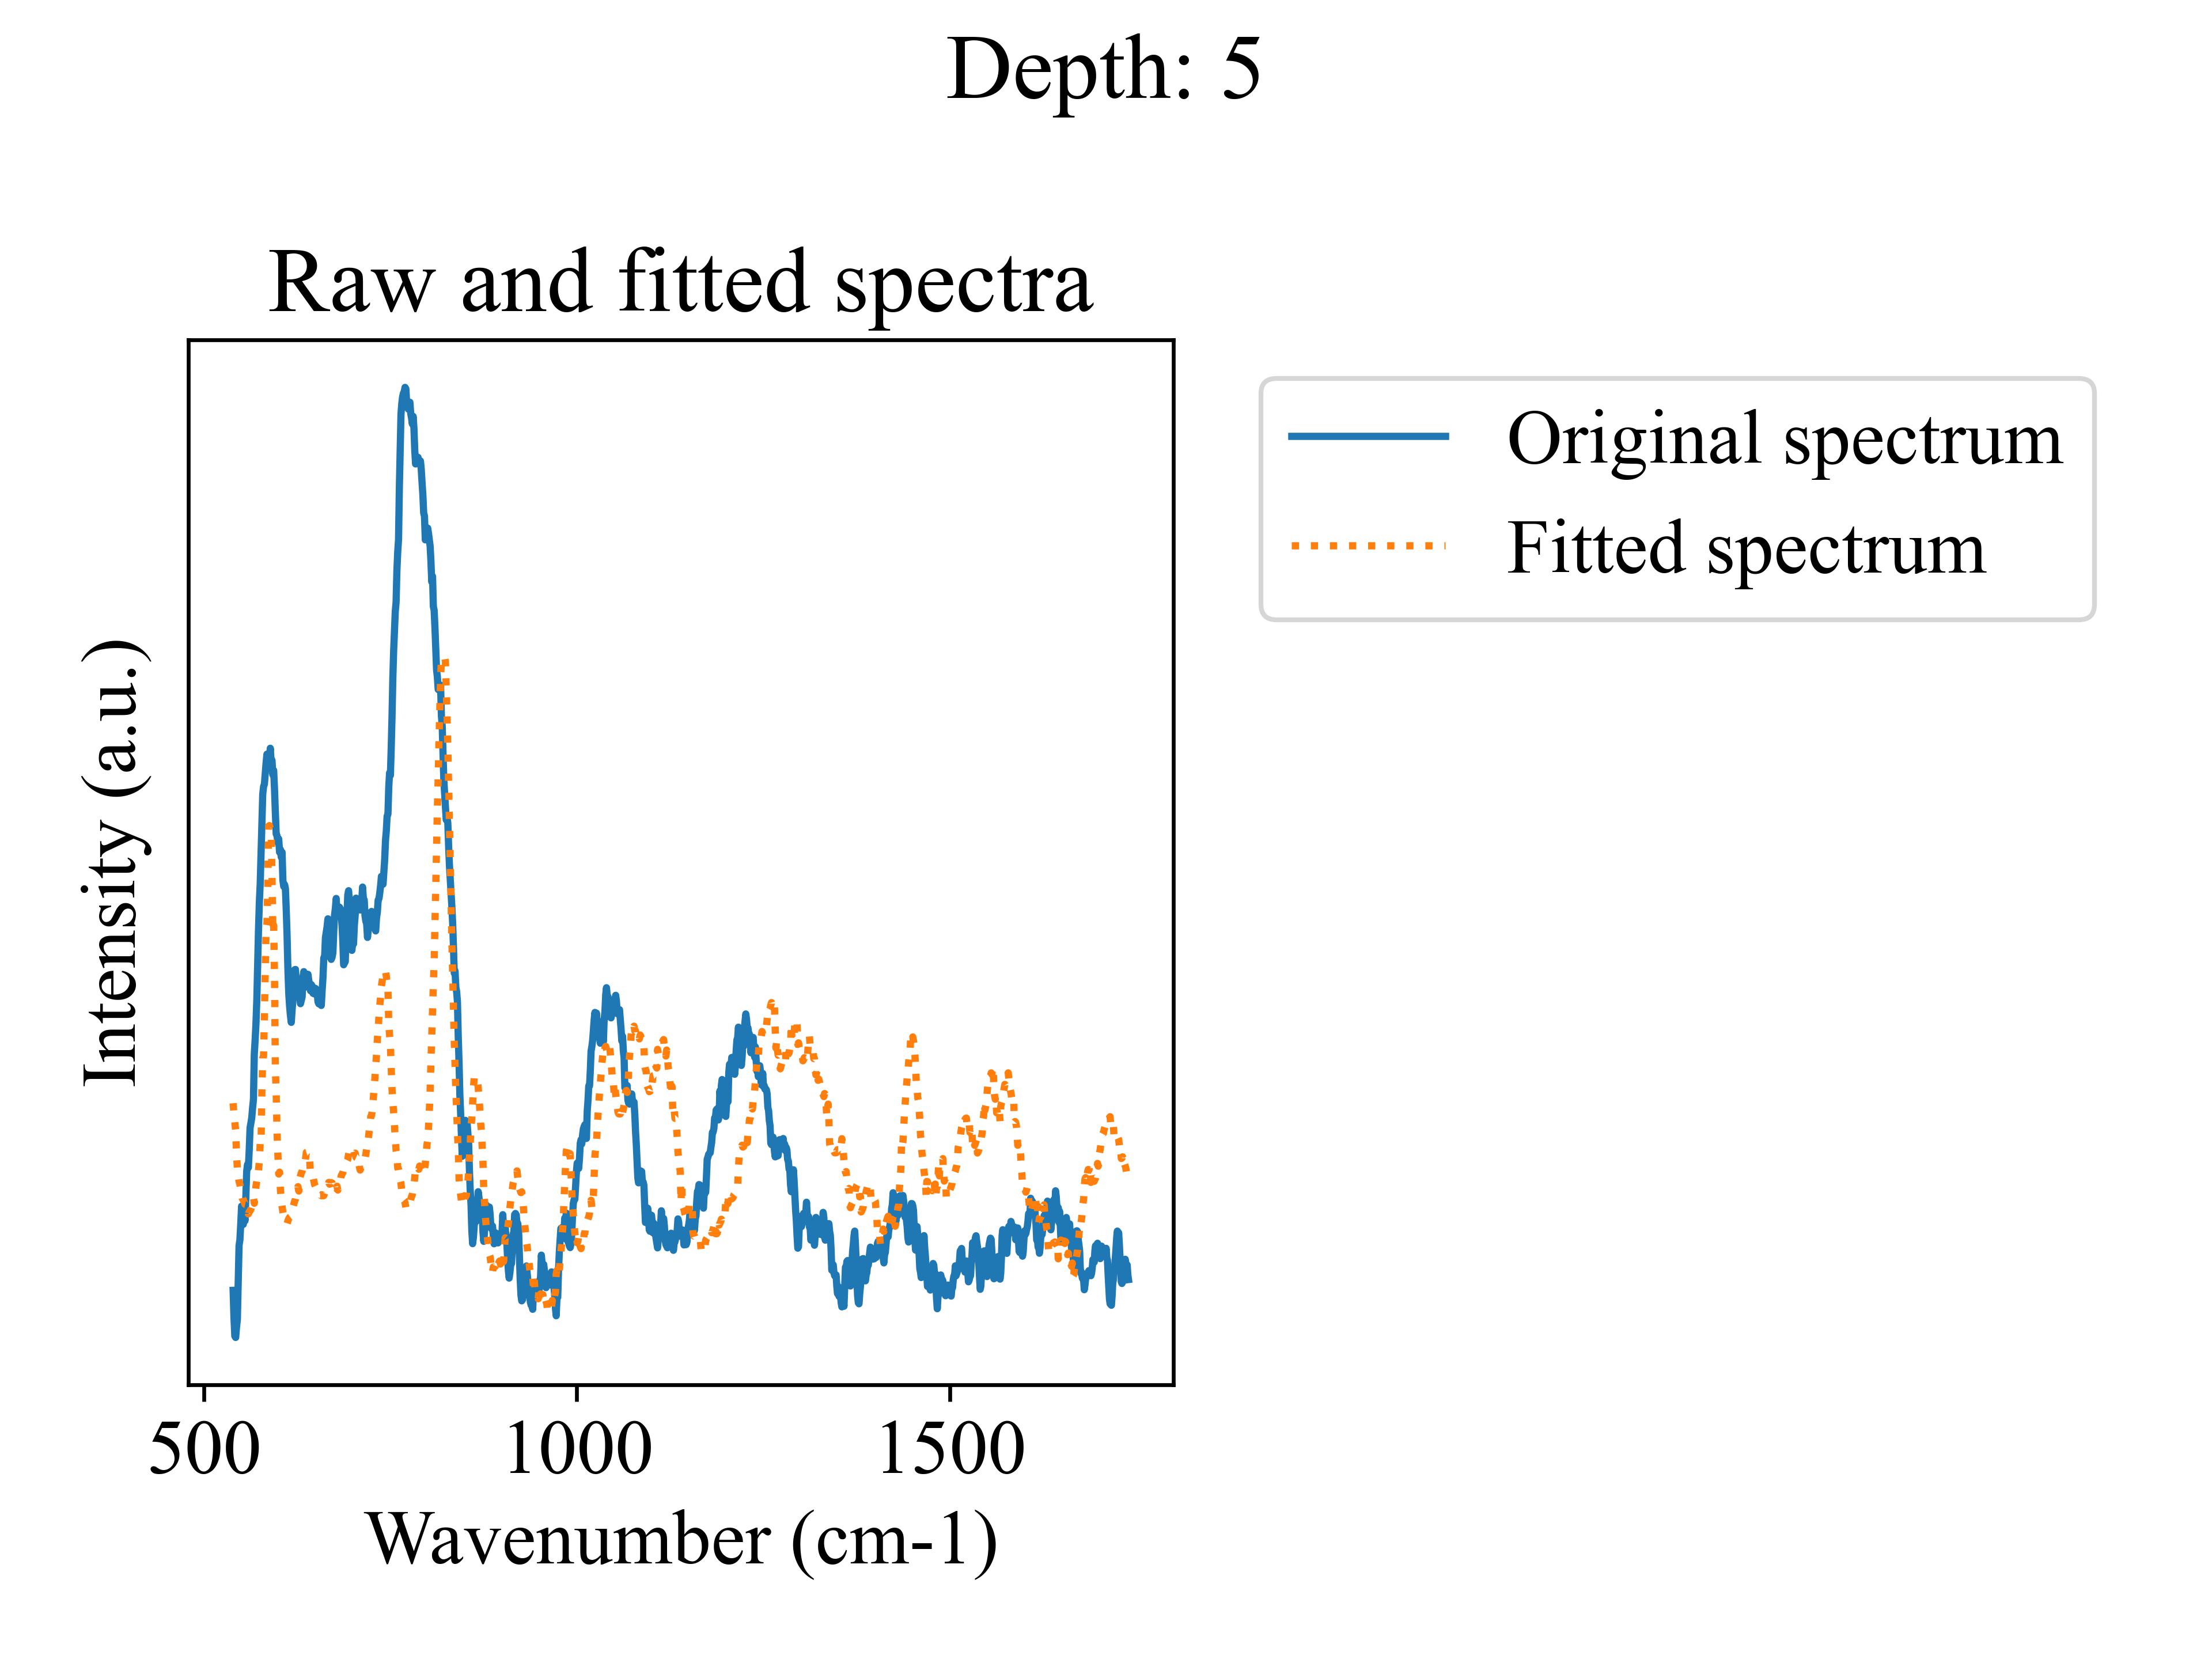 Depth: 5
Raw and fitted spectra
Original spectrum
Fitted spectrum
Intensity (a.u.)
500 1000 1500
Wavenumber (cm-1)